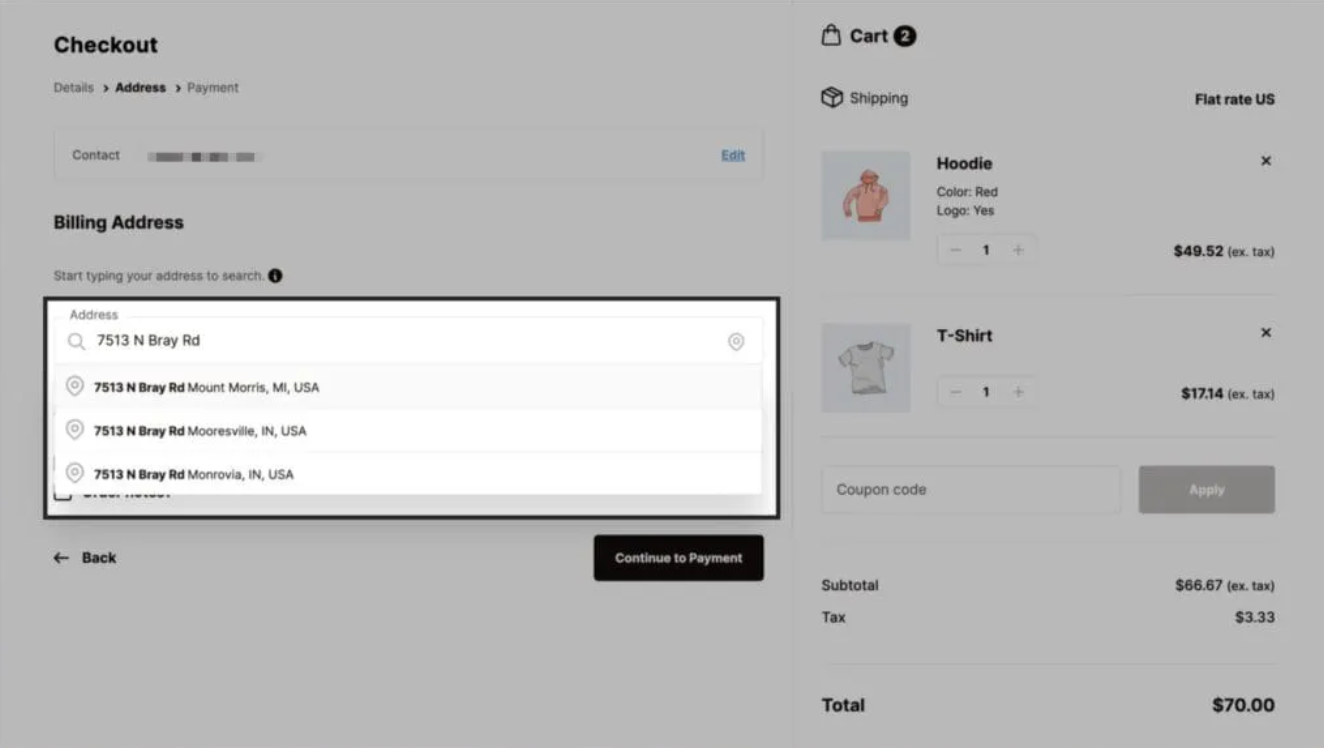 Checkout
Details > Address > Payment
Contact
Edit
Billing Address
Start typing your address to search.
Address
7513 N Bray Rd
7513 N Bray Rd Mount Morris, MI, USA
7513 N Bray Rd Mooresville, IN, USA
7513 N Bray Rd Monrovia, IN, USA
← Back
Continue to Payment
Cart 2
Shipping
Flat rate US
Hoodie
Color: Red
Logo: Yes
− 1 +
$49.52 (ex. tax)
T-Shirt
− 1 +
$17.14 (ex. tax)
Coupon code
Apply
Subtotal
$66.67 (ex. tax)
Tax
$3.33
Total
$70.00